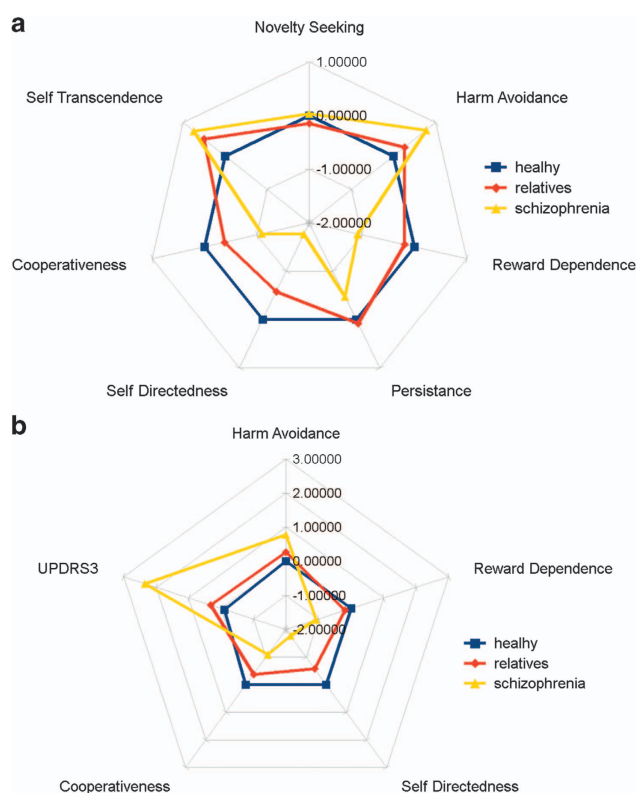 a
Novelty Seeking
1.00000
Self Transcendence
0.00000
Harm Avoidance
-1.00000
healhy
relatives
schizophrenia
-2.00000
Cooperativeness
Reward Dependence
Self Directedness
Persistance
b
Harm Avoidance
3.00000
2.00000
1.00000
UPDRS3
0.00000
Reward Dependence
-1.00000
-2.00000
healhy
relatives
schizophrenia
Cooperativeness
Self Directedness